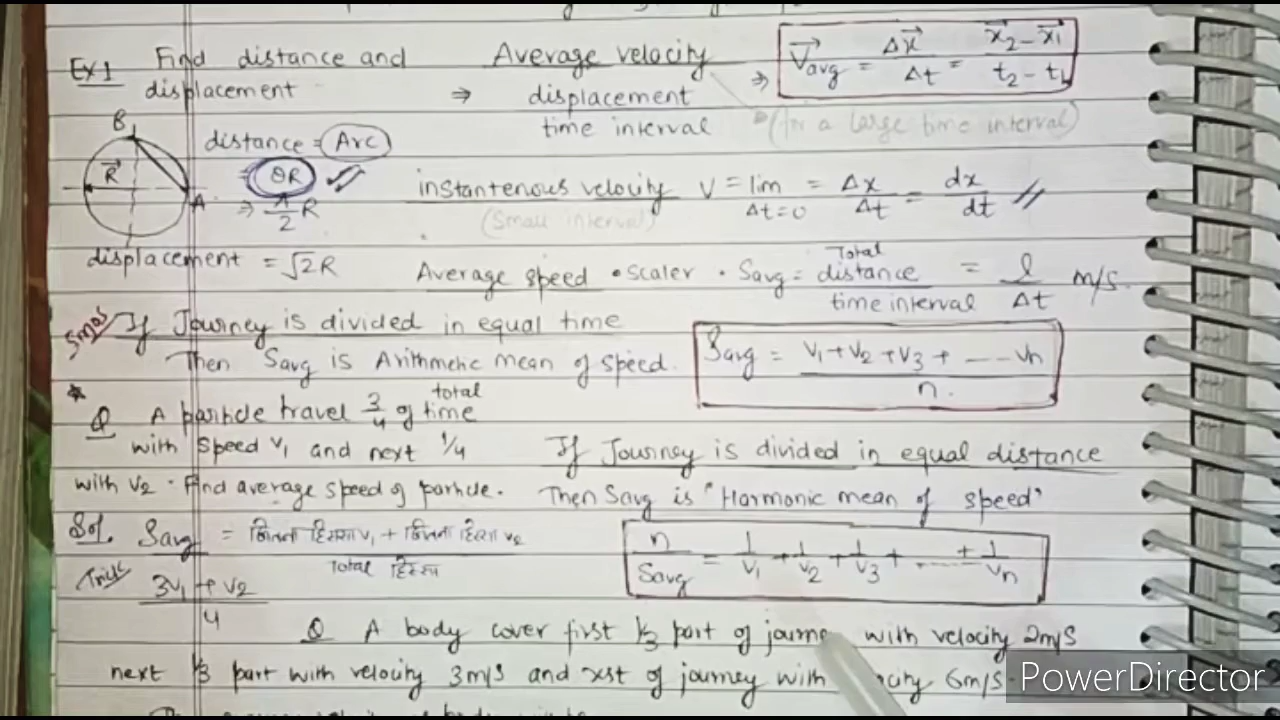 Ex 1 Find distance and displacement
B
R
A
distance = Arc
= θR
⇒ π/2 R
displacement = √2R
Average velocity
⇒ displacement
time interval
⇒ Vavg = Δx/Δt = x2 - x1 / t2 - t1
(for a large time interval)
instantenous velocity V = lim Δt=0 = Δx/Δt = dx/dt
(Small interval)
Average speed • scaler • Savg = Total distance / time interval = l/Δt m/s.
If Journey is divided in equal time
Then Savg is Arithmetic mean of speed.
Savg = V1 + V2 + V3 + --- Vn / n.
Q A particle travel 3/4 of total time
with speed V1 and next 1/4
with V2. find average speed of particle.
If Journey is divided in equal distance
Then Savg is "Harmonic mean of speed"
Sol. Savg = जितना हिस्सा V1 + जितना हिस्सा V2 / Total हिस्सा
Trick 3V1 + V2 / 4
n/Savg = 1/V1 + 1/V2 + 1/V3 + ---- + 1/Vn
Q A body cover first 1/3 part of journe with velocity 2m/s
next 1/3 part with velocity 3m/s and rest of journey with 6m/s.
PowerDirector